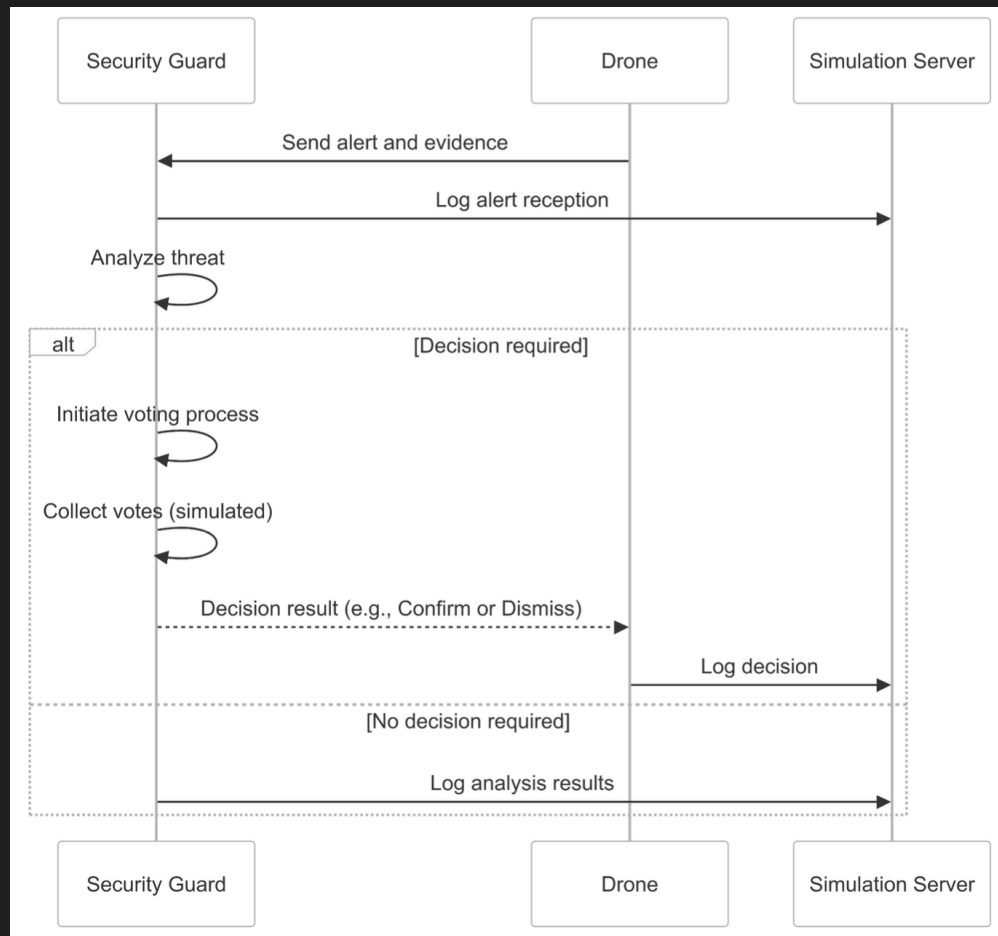 Security Guard
Drone
Simulation Server
Send alert and evidence
Log alert reception
Analyze threat
alt
[Decision required]
Initiate voting process
Collect votes (simulated)
Decision result (e.g., Confirm or Dismiss)
Log decision
[No decision required]
Log analysis results
Security Guard
Drone
Simulation Server